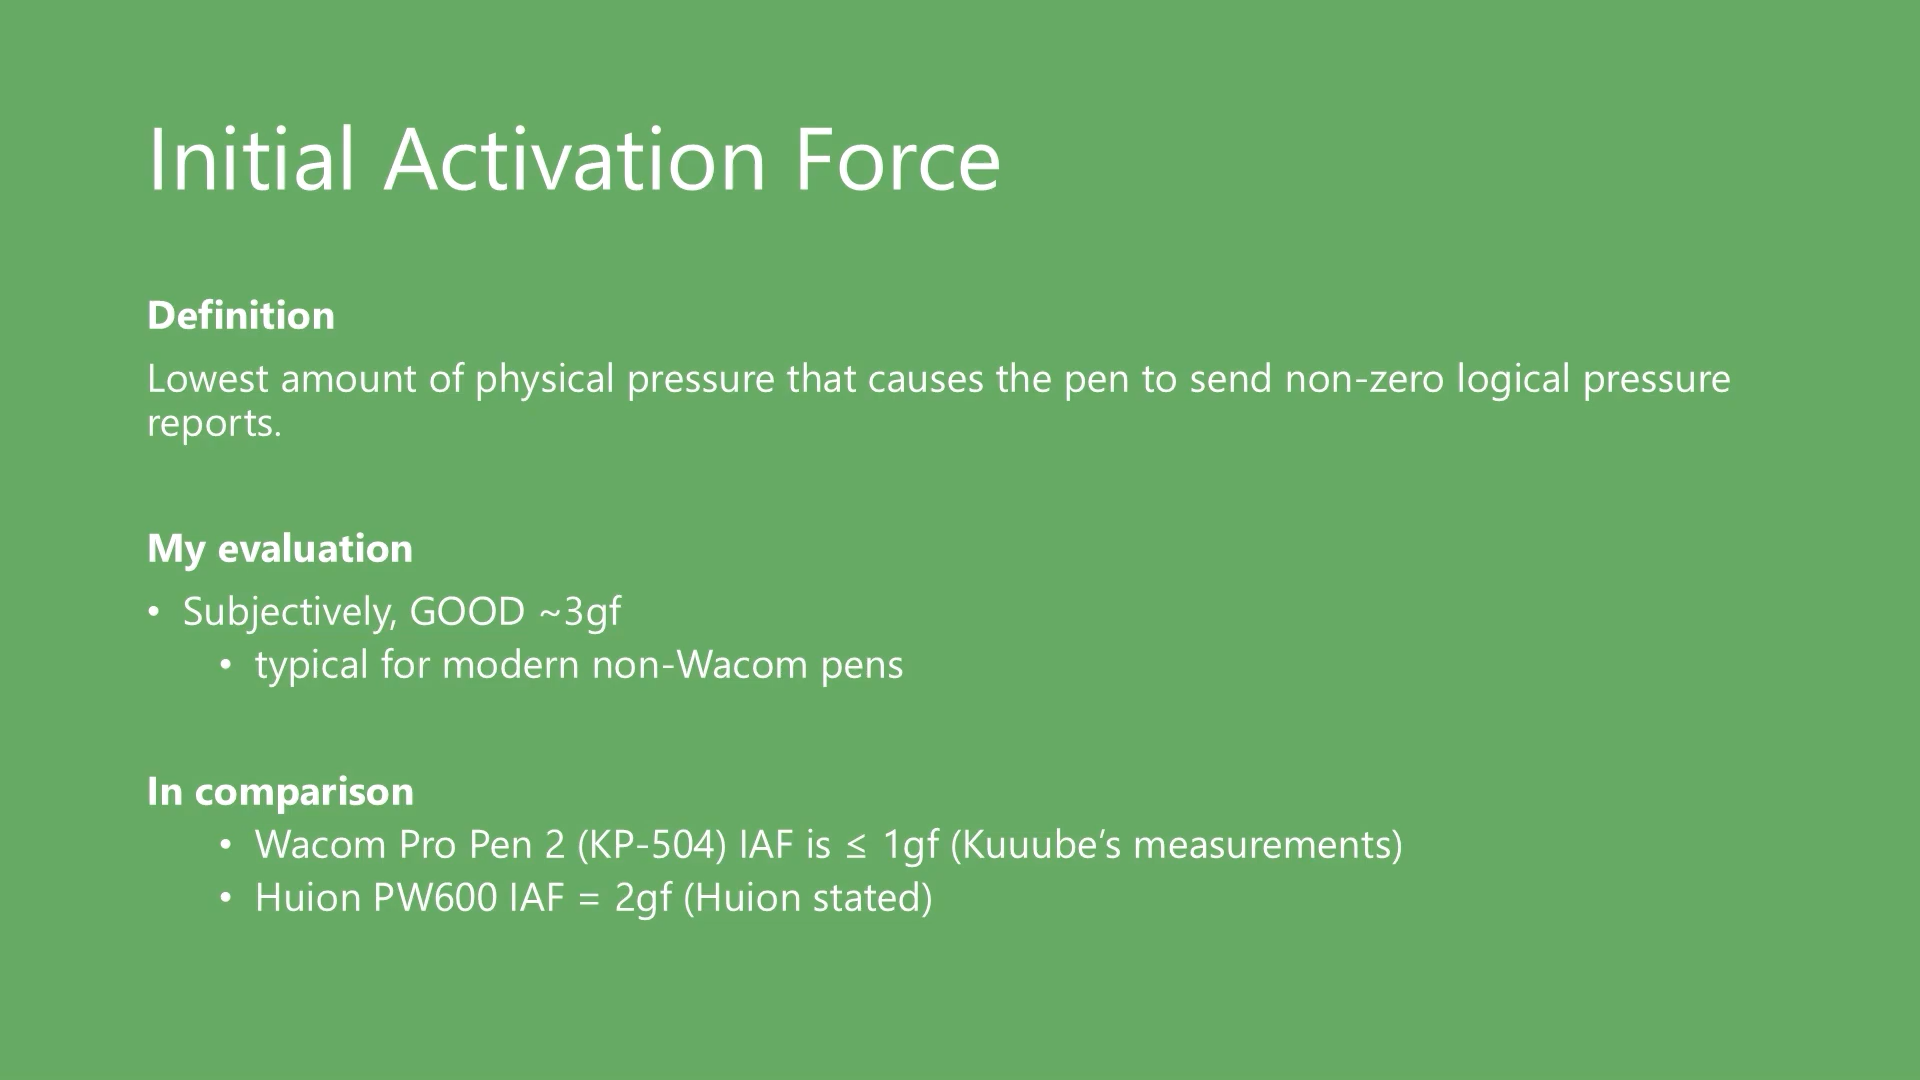 Initial Activation Force
Definition
Lowest amount of physical pressure that causes the pen to send non-zero logical pressure
reports.
My evaluation
• Subjectively, GOOD ~3gf
• typical for modern non-Wacom pens
In comparison
• Wacom Pro Pen 2 (KP-504) IAF is ≤ 1gf (Kuuube’s measurements)
• Huion PW600 IAF = 2gf (Huion stated)